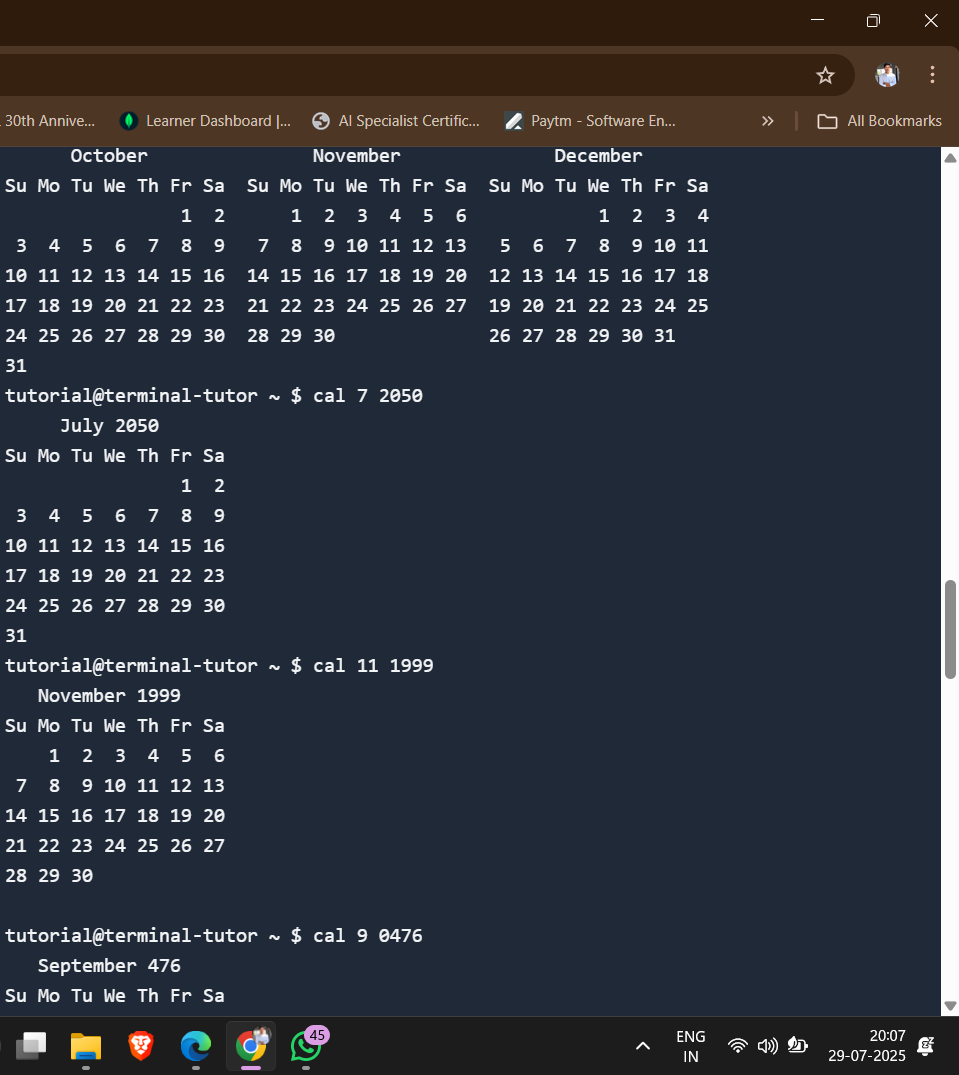 . 30th Annive...  Learner Dashboard |...  AI Specialist Certific...  Paytm - Software En...  »  All Bookmarks
      October               November              December
Su Mo Tu We Th Fr Sa  Su Mo Tu We Th Fr Sa  Su Mo Tu We Th Fr Sa
                1  2      1  2  3  4  5  6            1  2  3  4
 3  4  5  6  7  8  9   7  8  9 10 11 12 13   5  6  7  8  9 10 11
10 11 12 13 14 15 16  14 15 16 17 18 19 20  12 13 14 15 16 17 18
17 18 19 20 21 22 23  21 22 23 24 25 26 27  19 20 21 22 23 24 25
24 25 26 27 28 29 30  28 29 30              26 27 28 29 30 31
31
tutorial@terminal-tutor ~ $ cal 7 2050
     July 2050
Su Mo Tu We Th Fr Sa
                1  2
 3  4  5  6  7  8  9
10 11 12 13 14 15 16
17 18 19 20 21 22 23
24 25 26 27 28 29 30
31
tutorial@terminal-tutor ~ $ cal 11 1999
   November 1999
Su Mo Tu We Th Fr Sa
    1  2  3  4  5  6
 7  8  9 10 11 12 13
14 15 16 17 18 19 20
21 22 23 24 25 26 27
28 29 30
tutorial@terminal-tutor ~ $ cal 9 0476
   September 476
Su Mo Tu We Th Fr Sa
45
ENG
IN
20:07
29-07-2025